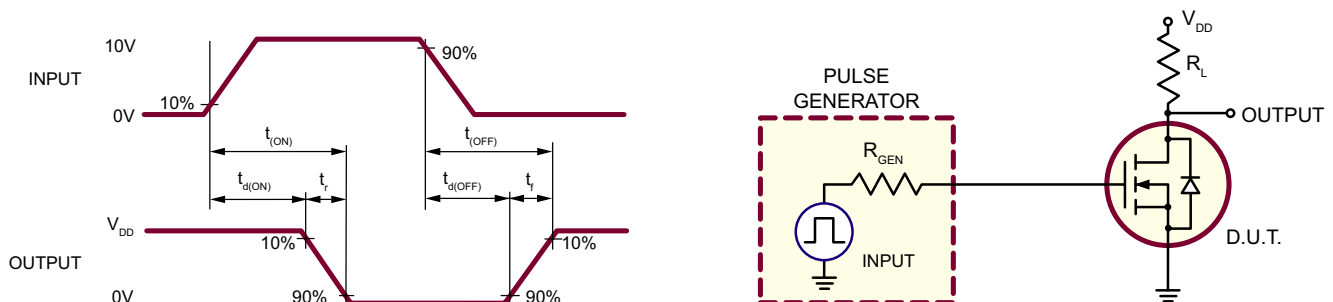 10V
INPUT
10%
0V
90%
t(ON)
t(OFF)
td(ON)
tr
td(OFF)
tf
VDD
OUTPUT
10%
10%
0V
90%
90%
PULSE
GENERATOR
RGEN
INPUT
VDD
RL
OUTPUT
D.U.T.